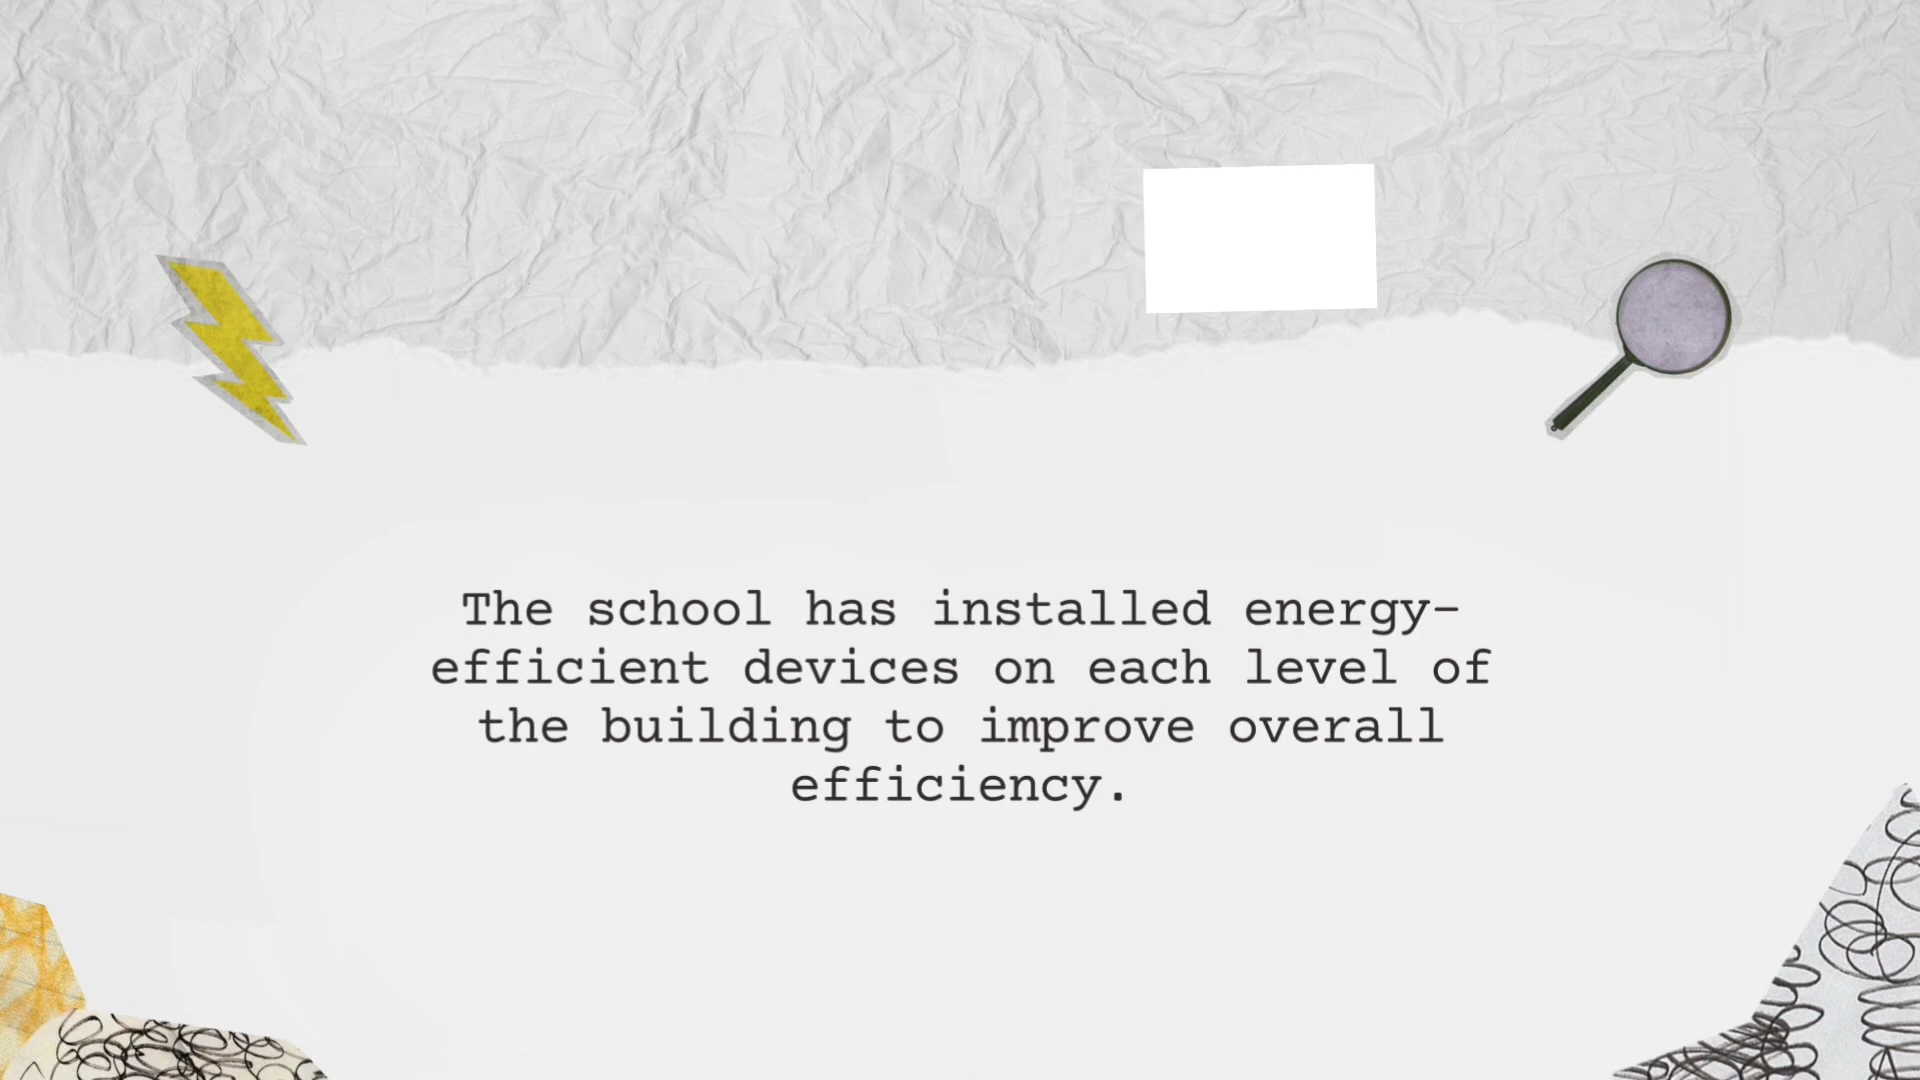 The school has installed energy-
efficient devices on each level of
the building to improve overall
efficiency.